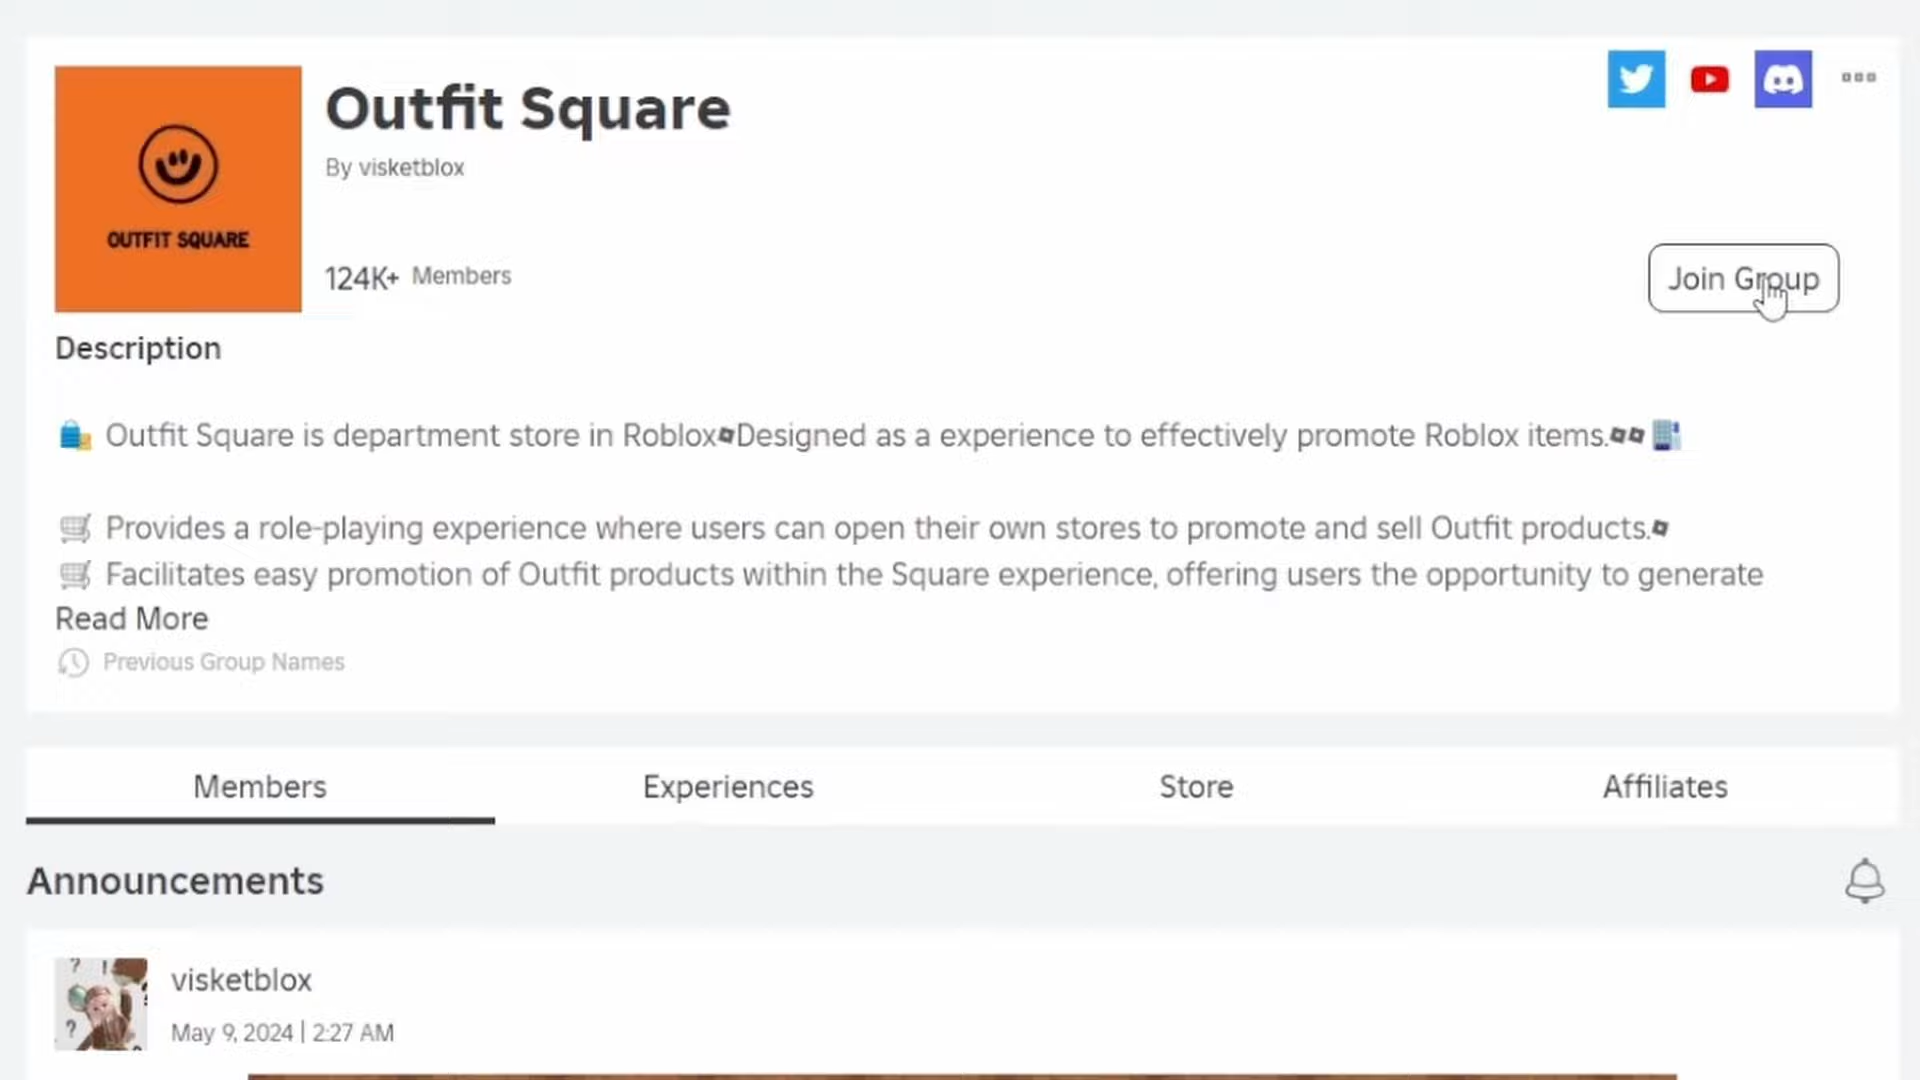 Outfit Square
By visketblox
OUTFIT SQUARE
124K+ Members
Join Group
Description
🛍️ Outfit Square is department store in Roblox▪Designed as a experience to effectively promote Roblox items.▪▪🏬
🛒 Provides a role-playing experience where users can open their own stores to promote and sell Outfit products.▪
🛒 Facilitates easy promotion of Outfit products within the Square experience, offering users the opportunity to generate
Read More
Previous Group Names
Members Experiences Store Affiliates
Announcements
visketblox
May 9, 2024 | 2:27 AM